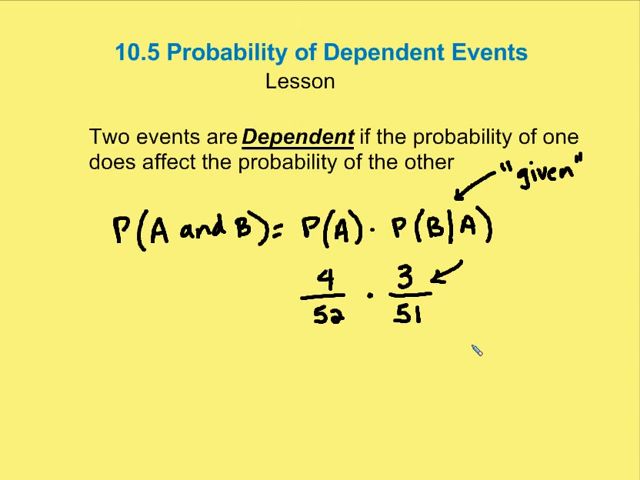 10.5 Probability of Dependent Events
Lesson
Two events are Dependent if the probability of one
does affect the probability of the other
"given"
P(A and B) = P(A) · P(B|A)
4/52 · 3/51